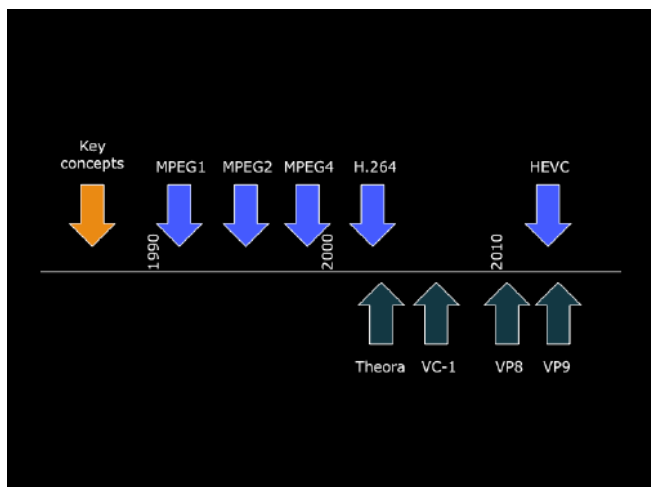 Key
concepts
MPEG1 MPEG2 MPEG4 H.264 HEVC
1990 2000 2010
Theora VC-1 VP8 VP9